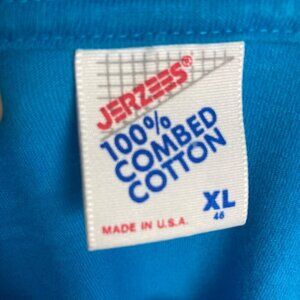 JERZEES®
100%
COMBED
COTTON
XL
46
MADE IN U.S.A.